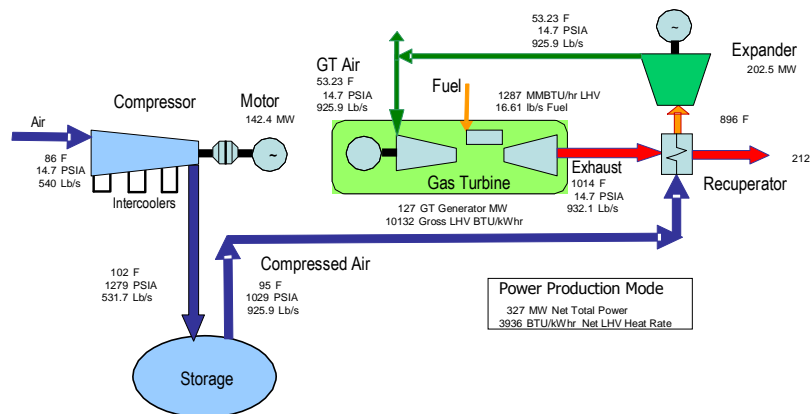 53.23 F
14.7 PSIA
925.9 Lb/s
~
Expander
202.5 MW
GT Air
53.23 F
14.7 PSIA
925.9 Lb/s
Fuel
1287 MMBTU/hr LHV
16.61 lb/s Fuel
Compressor
Motor
142.4 MW
Air
86 F
14.7 PSIA
540 Lb/s
~
Intercoolers
Gas Turbine
Exhaust
1014 F
14.7 PSIA
932.1 Lb/s
896 F
212
Recuperator
127 GT Generator MW
10132 Gross LHV BTU/kWhr
102 F
1279 PSIA
531.7 Lb/s
Compressed Air
95 F
1029 PSIA
925.9 Lb/s
Power Production Mode
327 MW Net Total Power
3936 BTU/kWhr Net LHV Heat Rate
Storage